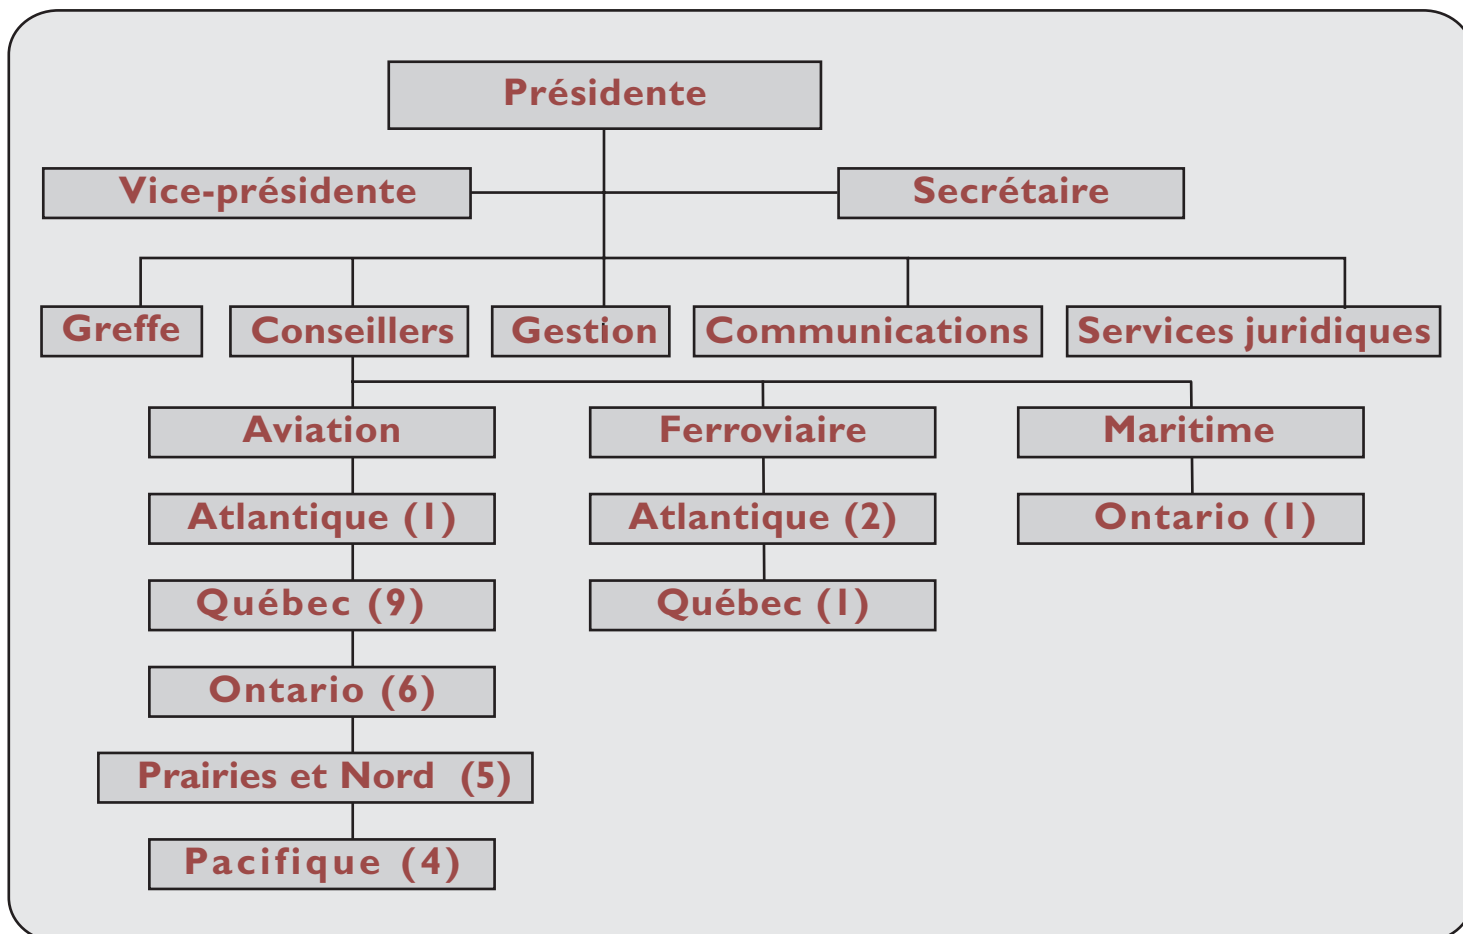 Présidente
Vice-présidente
Secrétaire
Greffe
Conseillers
Gestion
Communications
Services juridiques
Aviation
Ferroviaire
Maritime
Atlantique (1)
Atlantique (2)
Ontario (1)
Québec (9)
Québec (1)
Ontario (6)
Prairies et Nord (5)
Pacifique (4)